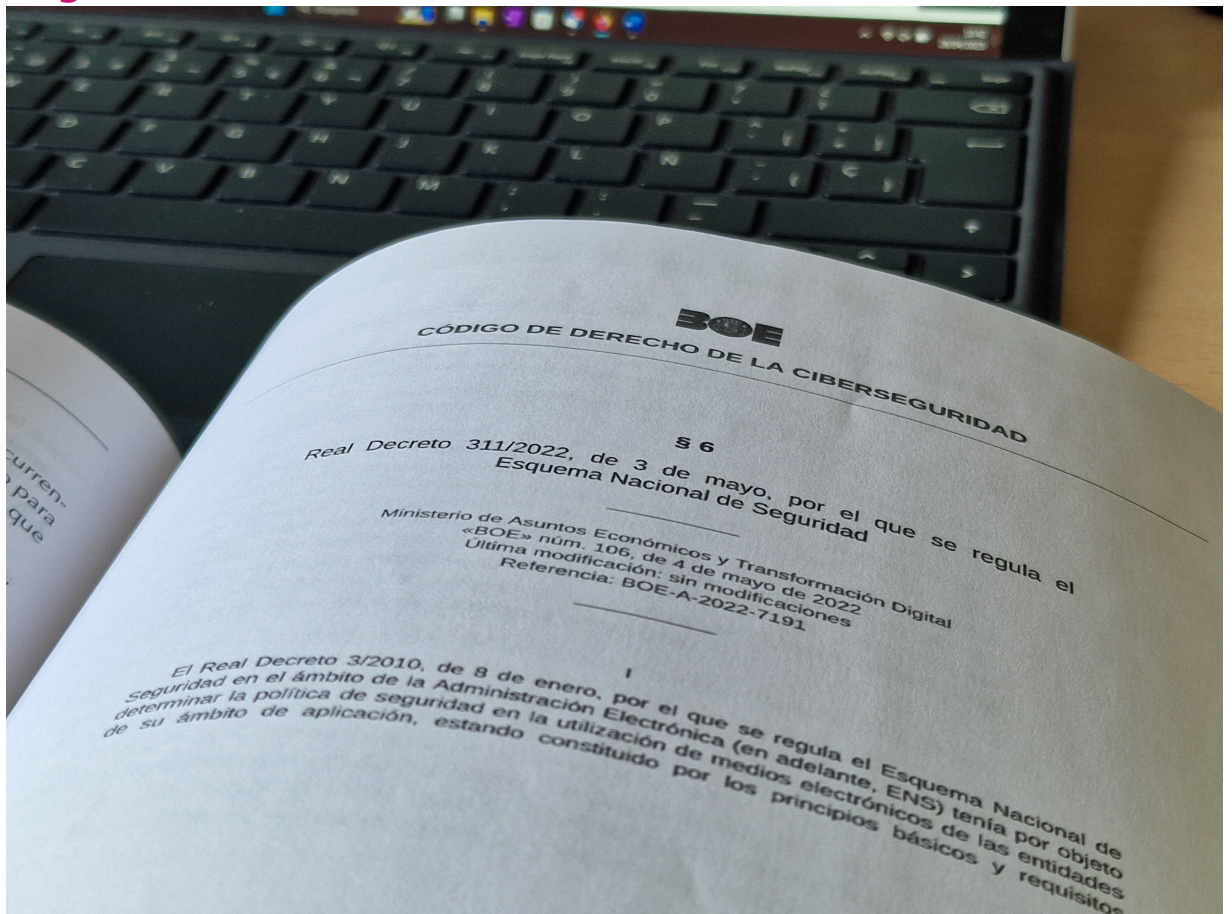 curren-
para
que
BOE
CÓDIGO DE DERECHO DE LA CIBERSEGURIDAD
§ 6
Real Decreto 311/2022, de 3 de mayo, por el que se regula el
Esquema Nacional de Seguridad
Ministerio de Asuntos Económicos y Transformación Digital
«BOE» núm. 106, de 4 de mayo de 2022
Última modificación: sin modificaciones
Referencia: BOE-A-2022-7191
I
El Real Decreto 3/2010, de 8 de enero, por el que se regula el Esquema Nacional de
Seguridad en el ámbito de la Administración Electrónica (en adelante, ENS) tenía por objeto
determinar la política de seguridad en la utilización de medios electrónicos de las entidades
de su ámbito de aplicación, estando constituido por los principios básicos y requisitos